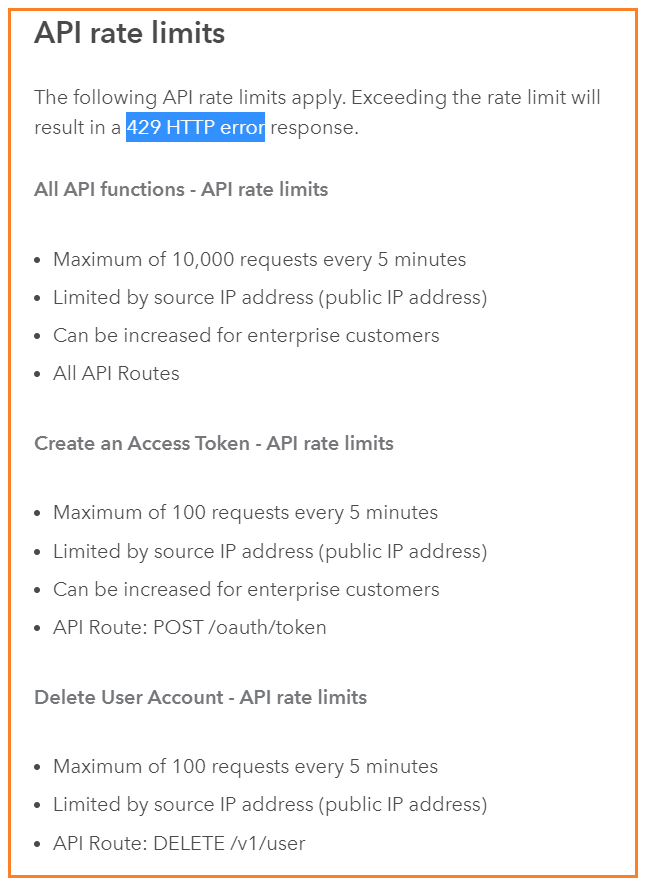 API rate limits
The following API rate limits apply. Exceeding the rate limit will
result in a 429 HTTP error response.
All API functions - API rate limits
• Maximum of 10,000 requests every 5 minutes
• Limited by source IP address (public IP address)
• Can be increased for enterprise customers
• All API Routes
Create an Access Token - API rate limits
• Maximum of 100 requests every 5 minutes
• Limited by source IP address (public IP address)
• Can be increased for enterprise customers
• API Route: POST /oauth/token
Delete User Account - API rate limits
• Maximum of 100 requests every 5 minutes
• Limited by source IP address (public IP address)
• API Route: DELETE /v1/user